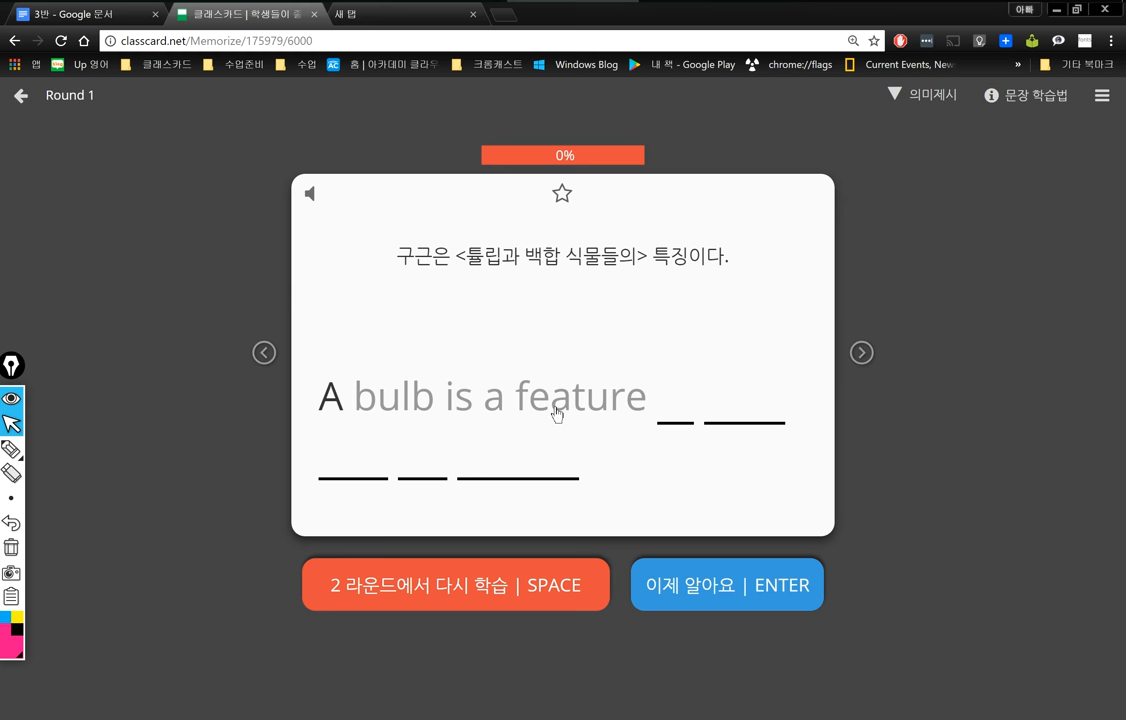 3반 - Google 문서
클래스카드 | 학생들이 즐
새 탭
아빠
classcard.net/Memorize/175979/6000
앱 Up 영어 클래스카드 수업준비 수업 홈 | 아카데미 클라우 크롬캐스트 Windows Blog 내 책 - Google Play chrome://flags Current Events, New » 기타 북마크
Round 1
의미제시 문장 학습법
0%
구근은 <튤립과 백합 식물들의> 특징이다.
A bulb is a feature
2 라운드에서 다시 학습 | SPACE
이제 알아요 | ENTER